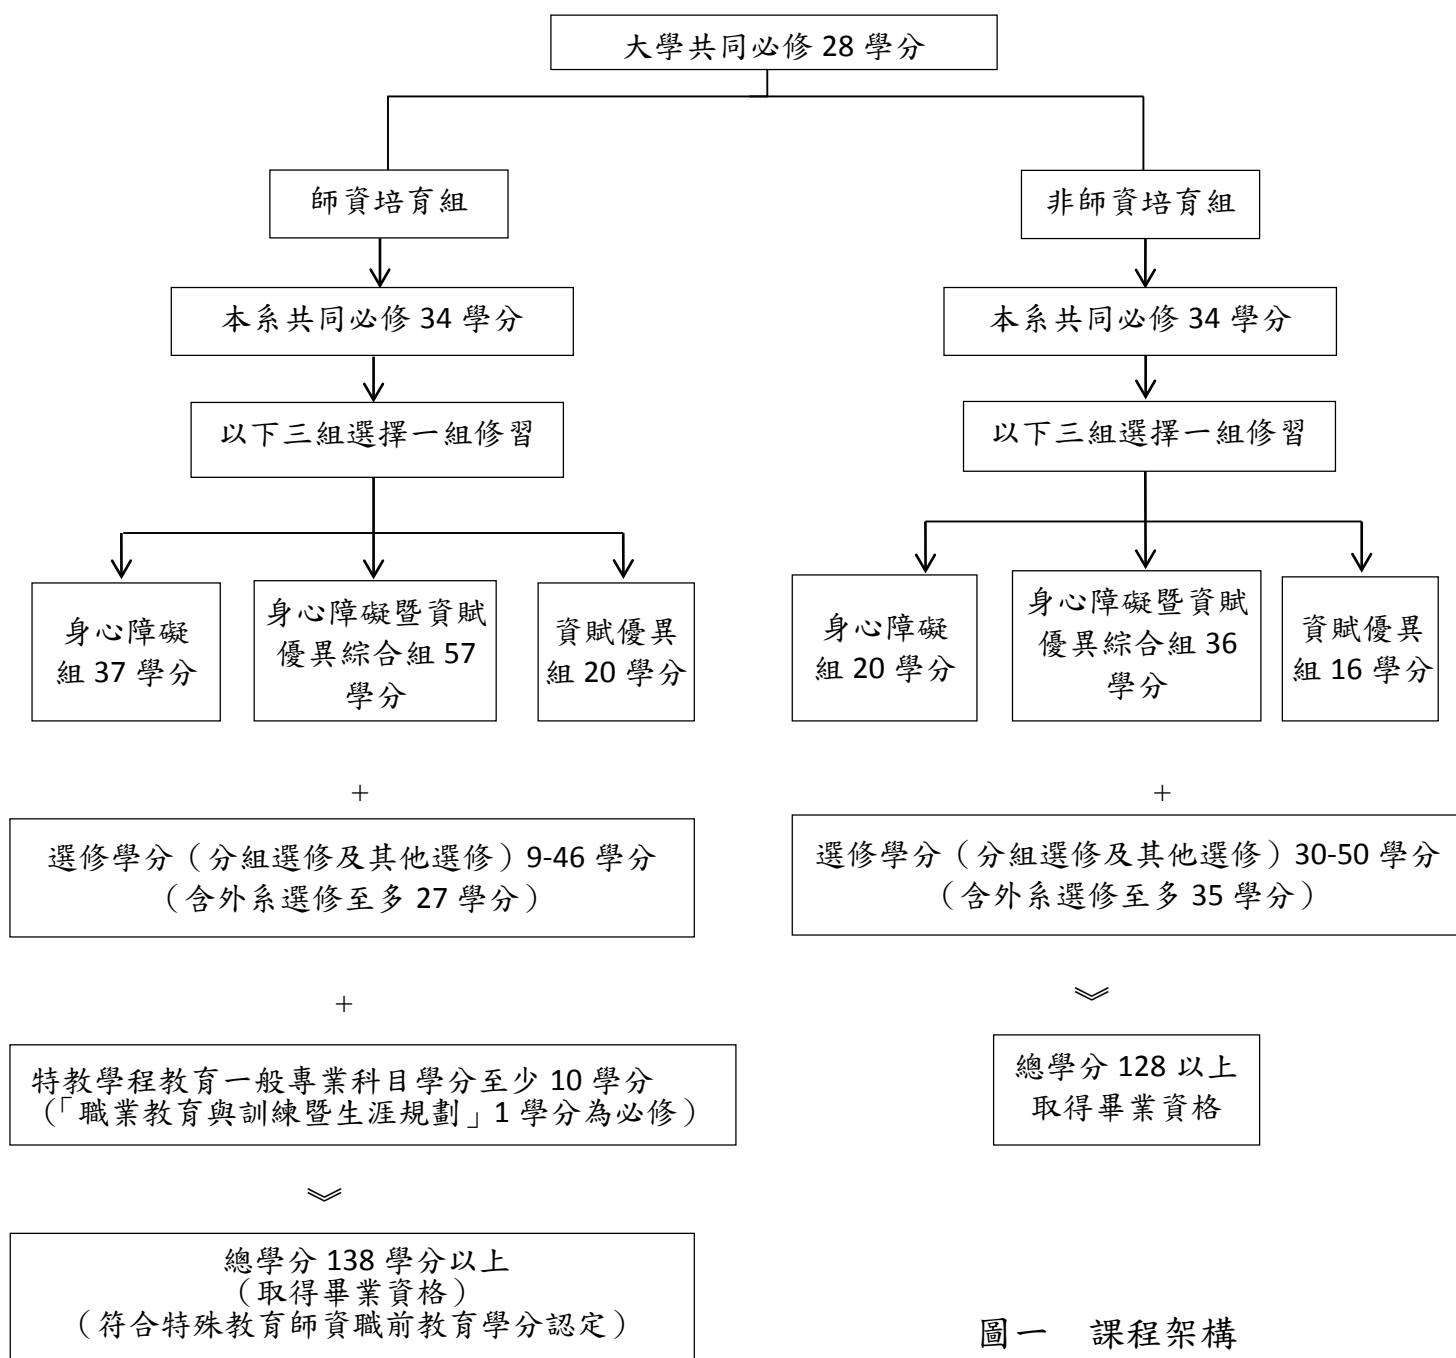 大學共同必修 28 學分
師資培育組
非師資培育組
本系共同必修 34 學分
本系共同必修 34 學分
以下三組選擇一組修習
以下三組選擇一組修習
身心障礙
組 37 學分
身心障礙暨資賦
優異綜合組 57
學分
資賦優異
組 20 學分
身心障礙
組 20 學分
身心障礙暨資賦
優異綜合組 36
學分
資賦優異
組 16 學分
+
+
選修學分（分組選修及其他選修）9-46 學分
（含外系選修至多 27 學分）
選修學分（分組選修及其他選修）30-50 學分
（含外系選修至多 35 學分）
+
︾
特教學程教育一般專業科目學分至少 10 學分
（「職業教育與訓練暨生涯規劃」1 學分為必修）
總學分 128 以上
取得畢業資格
︾
總學分 138 學分以上
（取得畢業資格）
（符合特殊教育師資職前教育學分認定）
圖一　課程架構